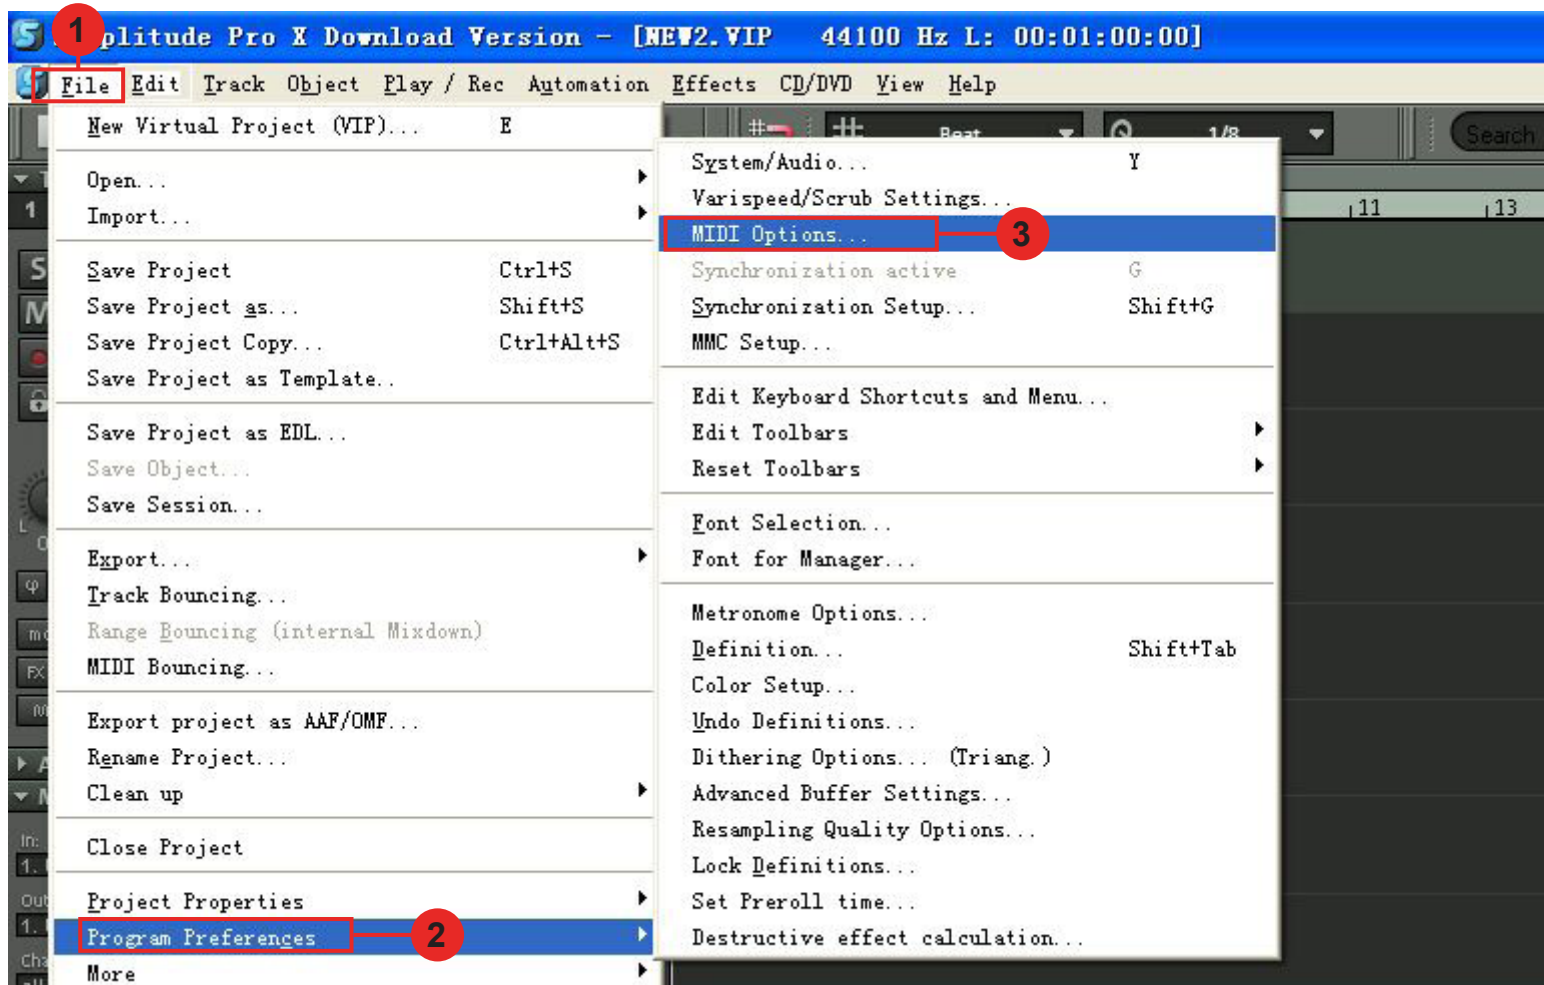 1
plitude Pro X Download Version - [NEW2.VIP 44100 Hz L: 00:01:00:00]
File Edit Track Object Play / Rec Automation Effects CD/DVD View Help
New Virtual Project (VIP)... E
Beat 1/8 Search
Open...
Import...
1 11 13
Save Project Ctrl+S
Save Project as... Shift+S
Save Project Copy... Ctrl+Alt+S
Save Project as Template..
Save Project as EDL...
Save Object...
Save Session...
Export...
Track Bouncing...
Range Bouncing (internal Mixdown)
MIDI Bouncing...
Export project as AAF/OMF...
Rename Project...
Clean up
Close Project
Project Properties
Program Preferences 2
More
System/Audio... Y
Varispeed/Scrub Settings...
MIDI Options... 3
Synchronization active G
Synchronization Setup... Shift+G
MMC Setup...
Edit Keyboard Shortcuts and Menu...
Edit Toolbars
Reset Toolbars
Font Selection...
Font for Manager...
Metronome Options...
Definition... Shift+Tab
Color Setup...
Undo Definitions...
Dithering Options... (Triang.)
Advanced Buffer Settings...
Resampling Quality Options...
Lock Definitions...
Set Preroll time...
Destructive effect calculation...
S
M
L
φ
FX
In:
1.
Out
1.
Cha